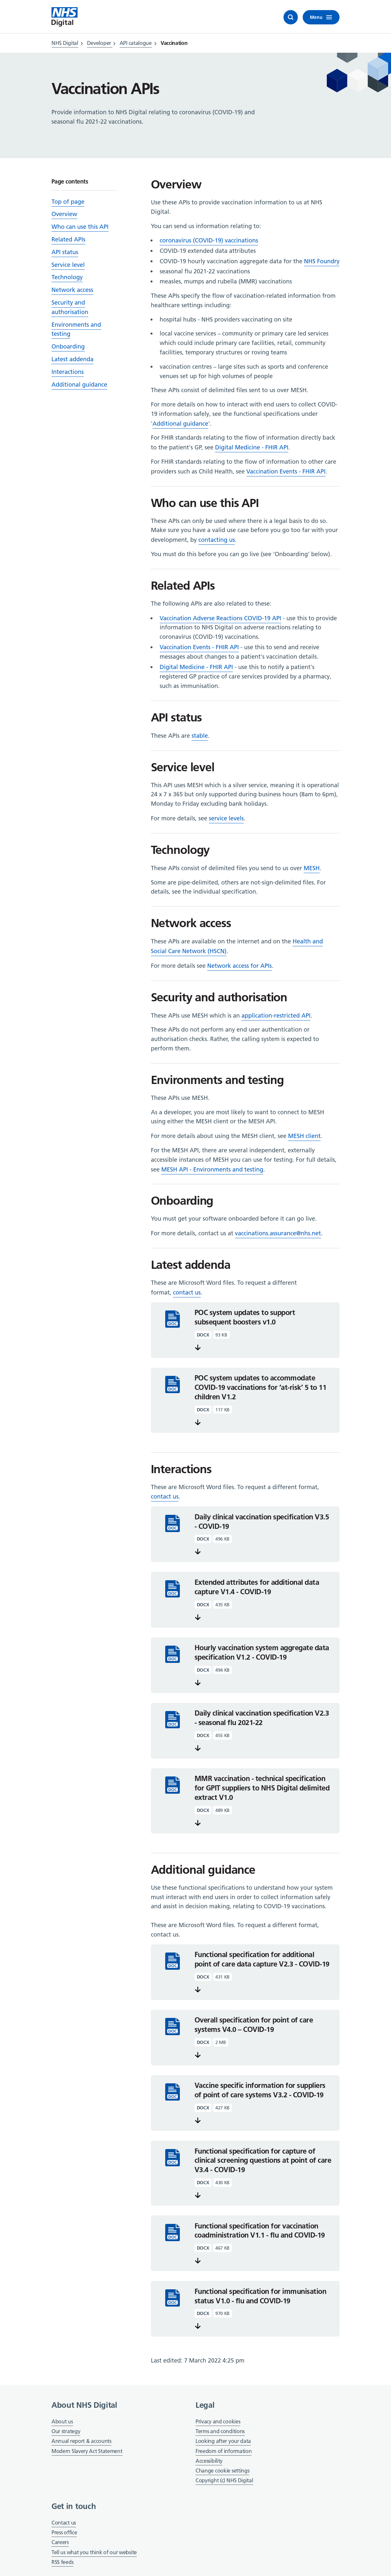 NHS
Digital
Menu
NHS Digital
Developer
API catalogue
Vaccination
Vaccination APIs
Provide information to NHS Digital relating to coronavirus (COVID-19) and
seasonal flu 2021-22 vaccinations.
Page contents
Top of page
Overview
Who can use this API
Related APIs
API status
Service level
Technology
Network access
Security and
authorisation
Environments and
testing
Onboarding
Latest addenda
Interactions
Additional guidance
Overview
Use these APIs to provide vaccination information to us at NHS
Digital.
You can send us information relating to:
• coronavirus (COVID-19) vaccinations
• COVID-19 extended data attributes
• COVID-19 hourly vaccination aggregate data for the NHS Foundry
• seasonal flu 2021-22 vaccinations
• measles, mumps and rubella (MMR) vaccinations
These APIs specify the flow of vaccination-related information from
healthcare settings including:
• hospital hubs - NHS providers vaccinating on site
• local vaccine services – community or primary care led services
which could include primary care facilities, retail, community
facilities, temporary structures or roving teams
• vaccination centres – large sites such as sports and conference
venues set up for high volumes of people
These APIs consist of delimited files sent to us over MESH.
For more details on how to interact with end users to collect COVID-
19 information safely, see the functional specifications under
'Additional guidance'.
For FHIR standards relating to the flow of information directly back
to the patient's GP, see Digital Medicine - FHIR API.
For FHIR standards relating to the flow of information to other care
providers such as Child Health, see Vaccination Events - FHIR API.
Who can use this API
These APIs can only be used where there is a legal basis to do so.
Make sure you have a valid use case before you go too far with your
development, by contacting us.
You must do this before you can go live (see 'Onboarding' below).
Related APIs
The following APIs are also related to these:
• Vaccination Adverse Reactions COVID-19 API - use this to provide
information to NHS Digital on adverse reactions relating to
coronavirus (COVID-19) vaccinations.
• Vaccination Events - FHIR API - use this to send and receive
messages about changes to a patient's vaccination details.
• Digital Medicine - FHIR API - use this to notify a patient's
registered GP practice of care services provided by a pharmacy,
such as immunisation.
API status
These APIs are stable.
Service level
This API uses MESH which is a silver service, meaning it is operational
24 x 7 x 365 but only supported during business hours (8am to 6pm),
Monday to Friday excluding bank holidays.
For more details, see service levels.
Technology
These APIs consist of delimited files you send to us over MESH.
Some are pipe-delimited, others are not-sign-delimited files. For
details, see the individual specification.
Network access
These APIs are available on the internet and on the Health and
Social Care Network (HSCN).
For more details see Network access for APIs.
Security and authorisation
These APIs use MESH which is an application-restricted API.
These APIs do not perform any end user authentication or
authorisation checks. Rather, the calling system is expected to
perform them.
Environments and testing
These APIs use MESH.
As a developer, you are most likely to want to connect to MESH
using either the MESH client or the MESH API.
For more details about using the MESH client, see MESH client.
For the MESH API, there are several independent, externally
accessible instances of MESH you can use for testing. For full details,
see MESH API - Environments and testing.
Onboarding
You must get your software onboarded before it can go live.
For more details, contact us at vaccinations.assurance@nhs.net.
Latest addenda
These are Microsoft Word files. To request a different
format, contact us.
DOC
POC system updates to support
subsequent boosters v1.0
DOCX 93 KB
DOC
POC system updates to accommodate
COVID-19 vaccinations for 'at-risk' 5 to 11
children V1.2
DOCX 117 KB
Interactions
These are Microsoft Word files. To request a different format,
contact us.
DOC
Daily clinical vaccination specification V3.5
- COVID-19
DOCX 496 KB
DOC
Extended attributes for additional data
capture V1.4 - COVID-19
DOCX 435 KB
DOC
Hourly vaccination system aggregate data
specification V1.2 - COVID-19
DOCX 494 KB
DOC
Daily clinical vaccination specification V2.3
- seasonal flu 2021-22
DOCX 455 KB
DOC
MMR vaccination - technical specification
for GPIT suppliers to NHS Digital delimited
extract V1.0
DOCX 480 KB
Additional guidance
Use these functional specifications to understand how your system
must interact with end users in order to collect information safely
and assist in decision making, relating to COVID-19 vaccinations.
These are Microsoft Word files. To request a different format,
contact us.
DOC
Functional specification for additional
point of care data capture V2.3 - COVID-19
DOCX 431 KB
DOC
Overall specification for point of care
systems V4.0 – COVID-19
DOCX 2 MB
DOC
Vaccine specific information for suppliers
of point of care systems V3.2 - COVID-19
DOCX 427 KB
DOC
Functional specification for capture of
clinical screening questions at point of care
V3.4 - COVID-19
DOCX 430 KB
DOC
Functional specification for vaccination
coadministration V1.1 - flu and COVID-19
DOCX 467 KB
DOC
Functional specification for immunisation
status V1.0 - flu and COVID-19
DOCX 970 KB
Last edited: 7 March 2022 4:25 pm
About NHS Digital
About us
Our strategy
Annual report & accounts
Modern Slavery Act Statement
Legal
Privacy and cookies
Terms and conditions
Looking after your data
Freedom of information
Accessibility
Change cookie settings
Copyright (c) NHS Digital
Get in touch
Contact us
Press office
Careers
Tell us what you think of our website
RSS feeds